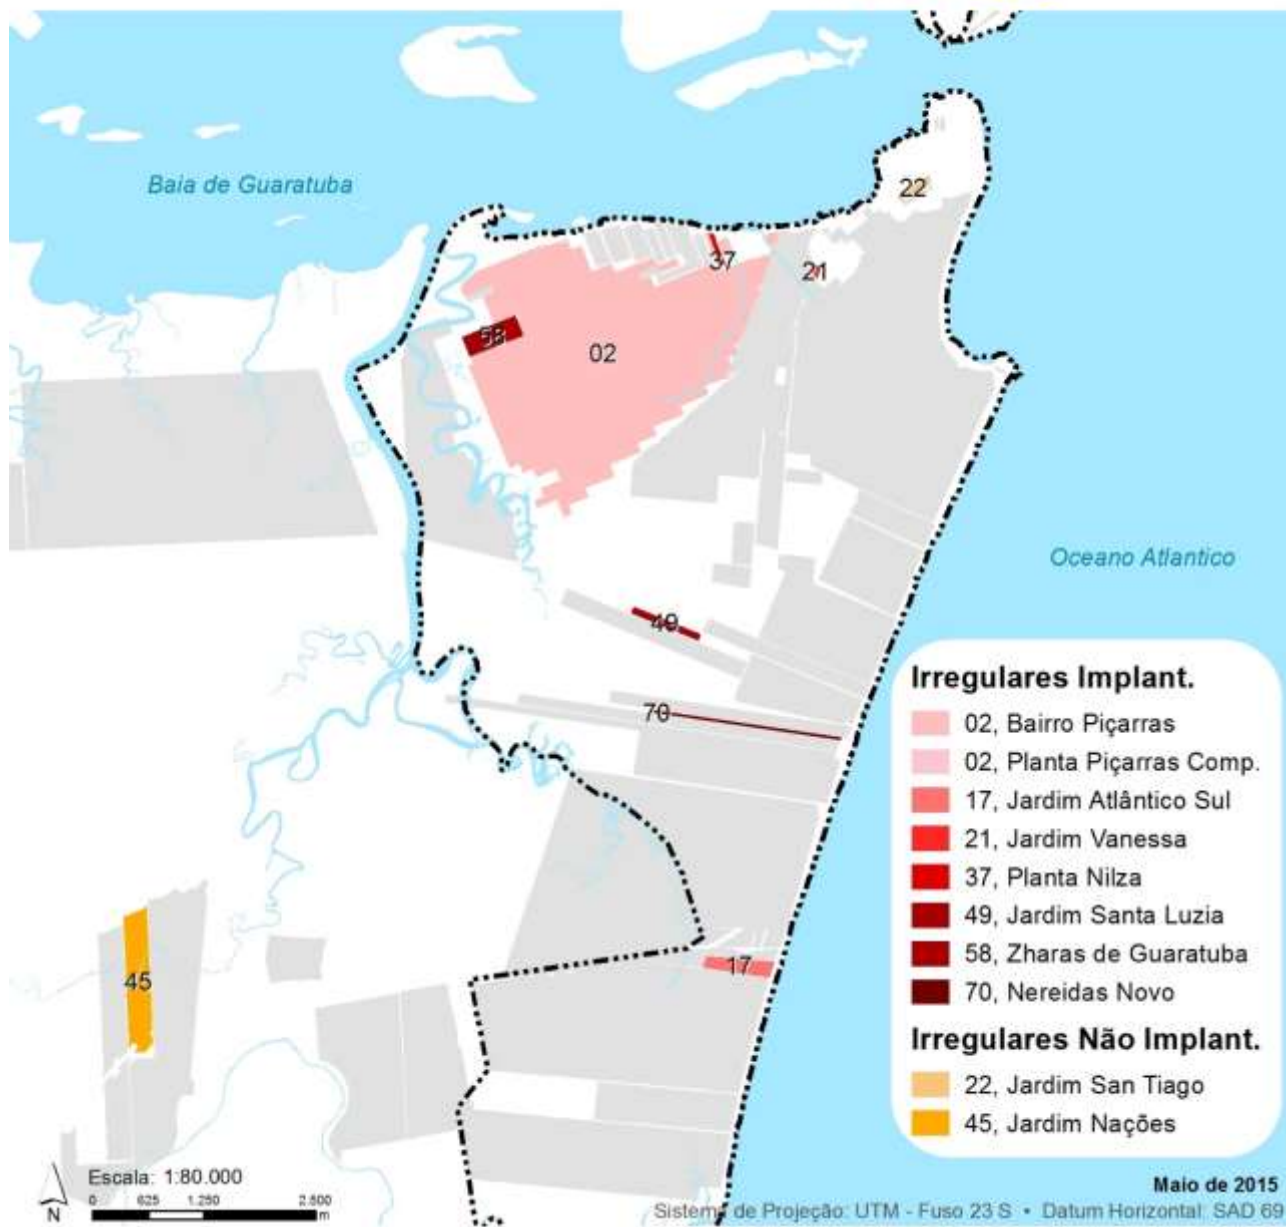 Baia de Guaratuba
22
37
21
58
02
Oceano Atlantico
49
70
17
45
Irregulares Implant.
02, Bairro Piçarras
02, Planta Piçarras Comp.
17, Jardim Atlântico Sul
21, Jardim Vanessa
37, Planta Nilza
49, Jardim Santa Luzia
58, Zharas de Guaratuba
70, Nereidas Novo
Irregulares Não Implant.
22, Jardim San Tiago
45, Jardim Nações
Escala: 1:80.000
0 625 1.250 2.500
m
N
Maio de 2015
Sistema de Projeção: UTM - Fuso 23 S • Datum Horizontal: SAD 69